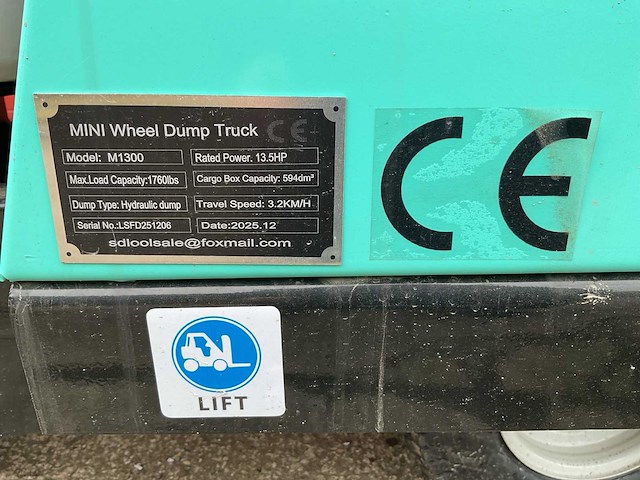 MINI Wheel Dump Truck CE
Model: M1300
Rated Power. 13.5HP
Max.Load Capacity:1760lbs
Cargo Box Capacity: 594dm³
Dump Type: Hydraulic dump
Travel Speed: 3.2KM/H
Serial No.:LSFD251206
Date:2025.12
sdloolsale@foxmail.com
CE
LIFT